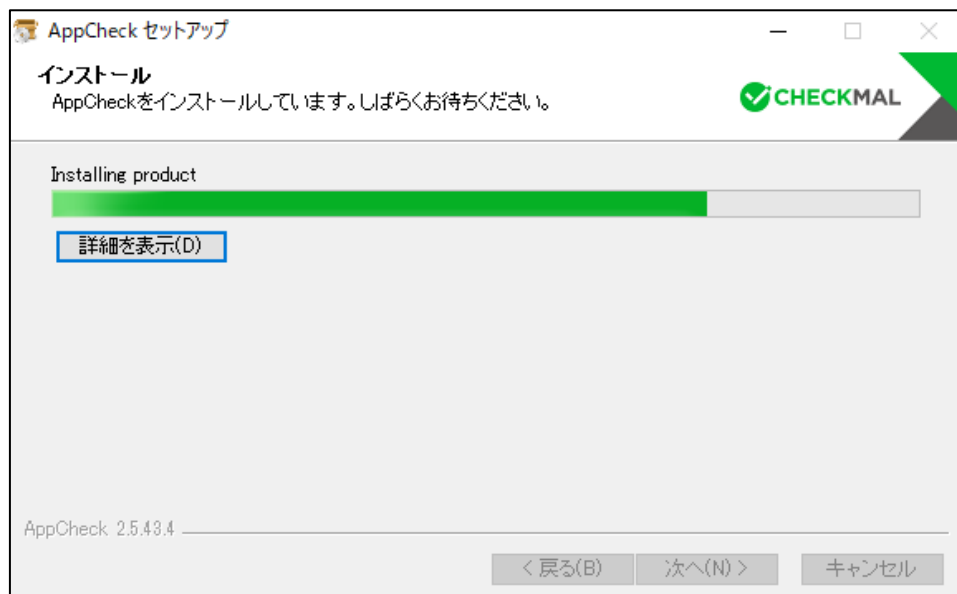 AppCheck セットアップ
インストール
AppCheckをインストールしています。しばらくお待ちください。
CHECKMAL
Installing product
詳細を表示(D)
AppCheck 2.5.43.4
< 戻る(B)
次へ(N) >
キャンセル